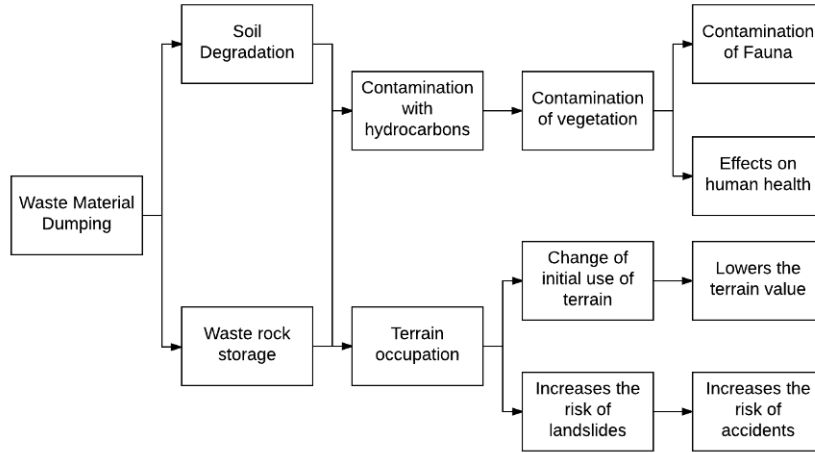 Soil
Degradation
Contamination
of Fauna
Contamination
with
hydrocarbons
Contamination
of vegetation
Effects on
human health
Waste Material
Dumping
Change of
initial use of
terrain
Lowers the
terrain value
Waste rock
storage
Terrain
occupation
Increases the
risk of
landslides
Increases the
risk of
accidents